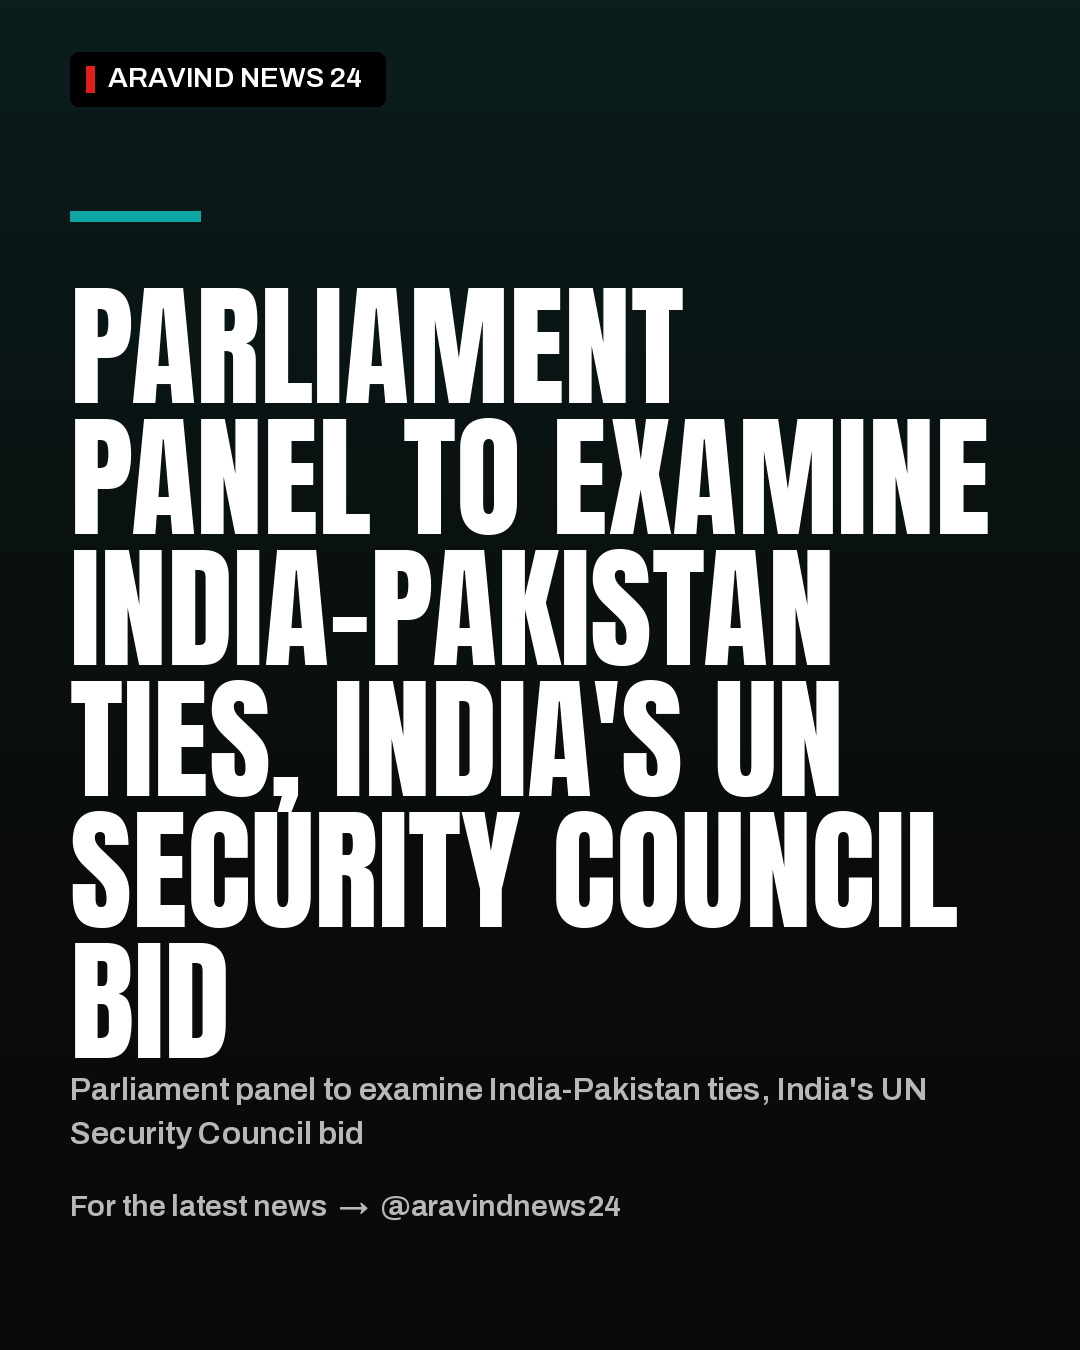 ARAVIND NEWS 24
PARLIAMENT
PANEL TO EXAMINE
INDIA-PAKISTAN
TIES, INDIA'S UN
SECURITY COUNCIL
BID
Parliament panel to examine India-Pakistan ties, India's UN
Security Council bid
For the latest news → @aravindnews24